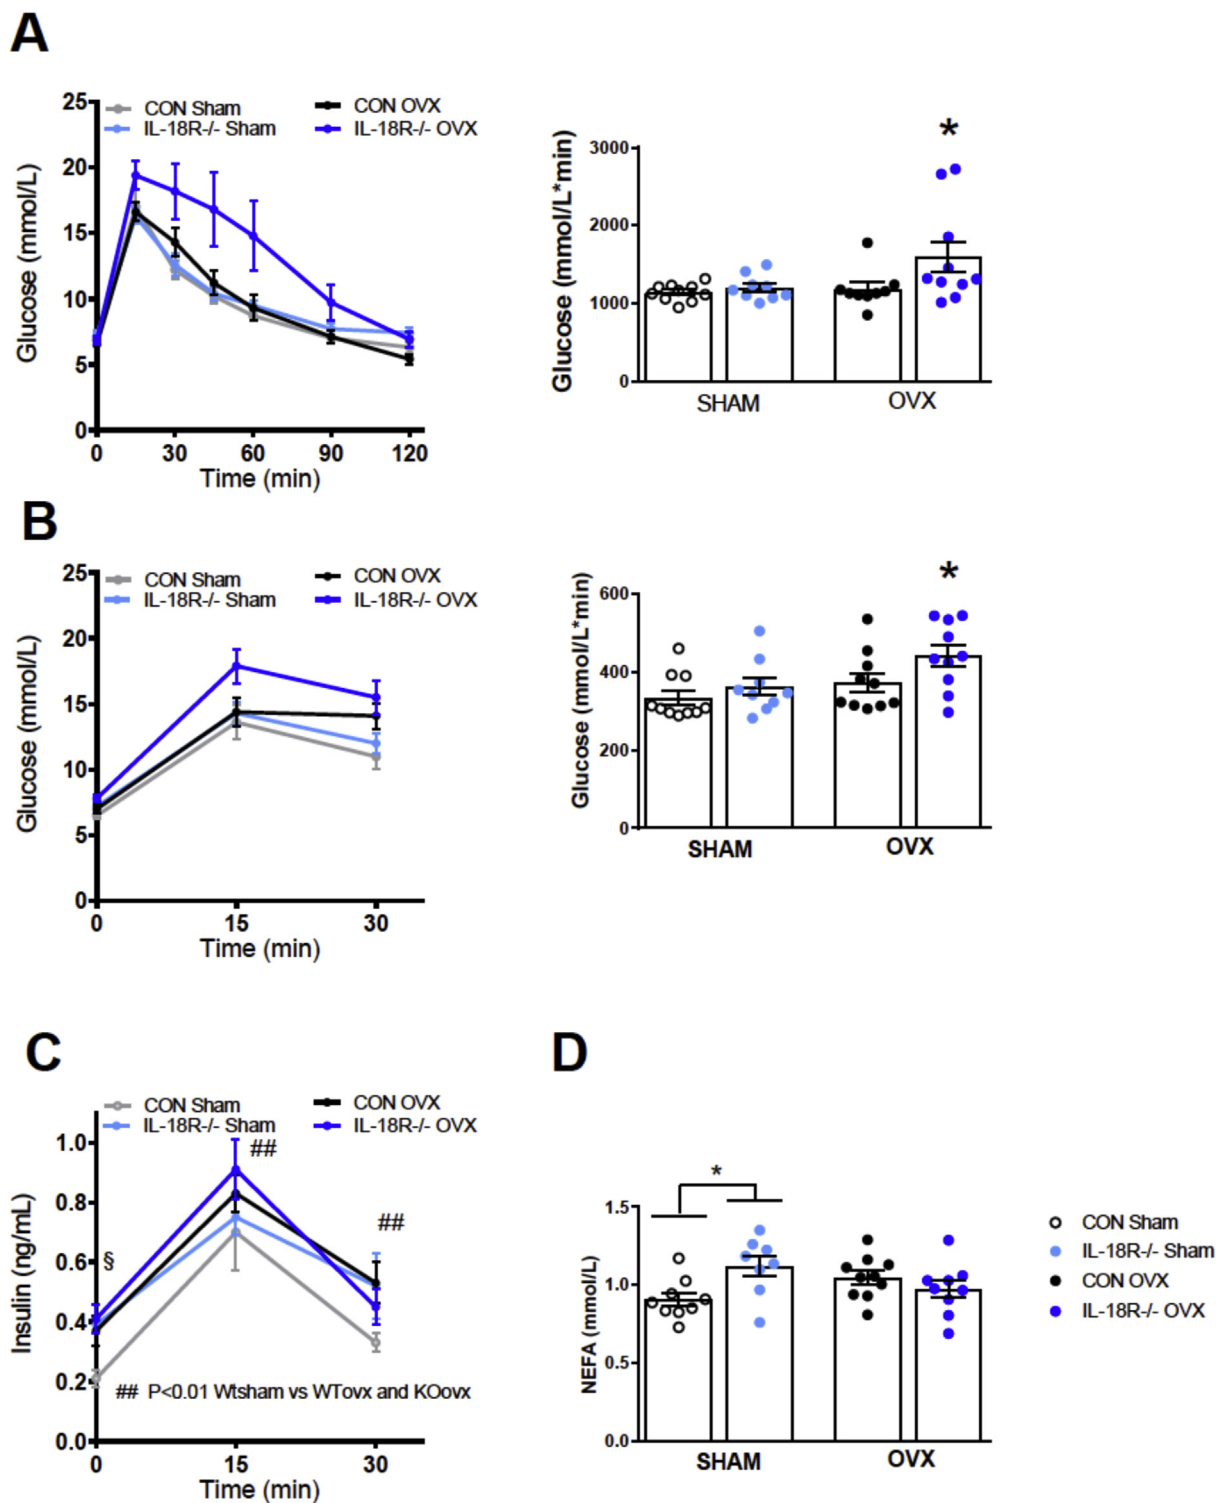 A
CON Sham
CON OVX
IL-18R-/- Sham
IL-18R-/- OVX
25
20
15
10
5
0
Glucose (mmol/L)
0 30 60 90 120
Time (min)
*
3000
2000
1000
0
Glucose (mmol/L*min)
SHAM OVX
B
CON Sham
CON OVX
IL-18R-/- Sham
IL-18R-/- OVX
25
20
15
10
5
0
Glucose (mmol/L)
0 15 30
Time (min)
*
600
400
200
0
Glucose (mmol/L*min)
SHAM OVX
C
CON Sham
CON OVX
IL-18R-/- Sham
IL-18R-/- OVX
1.0
0.8
0.6
0.4
0.2
0.0
Insulin (ng/mL)
##
##
§
## P<0.01 Wtsham vs WTovx and KOovx
0 15 30
Time (min)
D
*
1.5
1.0
0.5
0.0
NEFA (mmol/L)
SHAM OVX
CON Sham
IL-18R-/- Sham
CON OVX
IL-18R-/- OVX